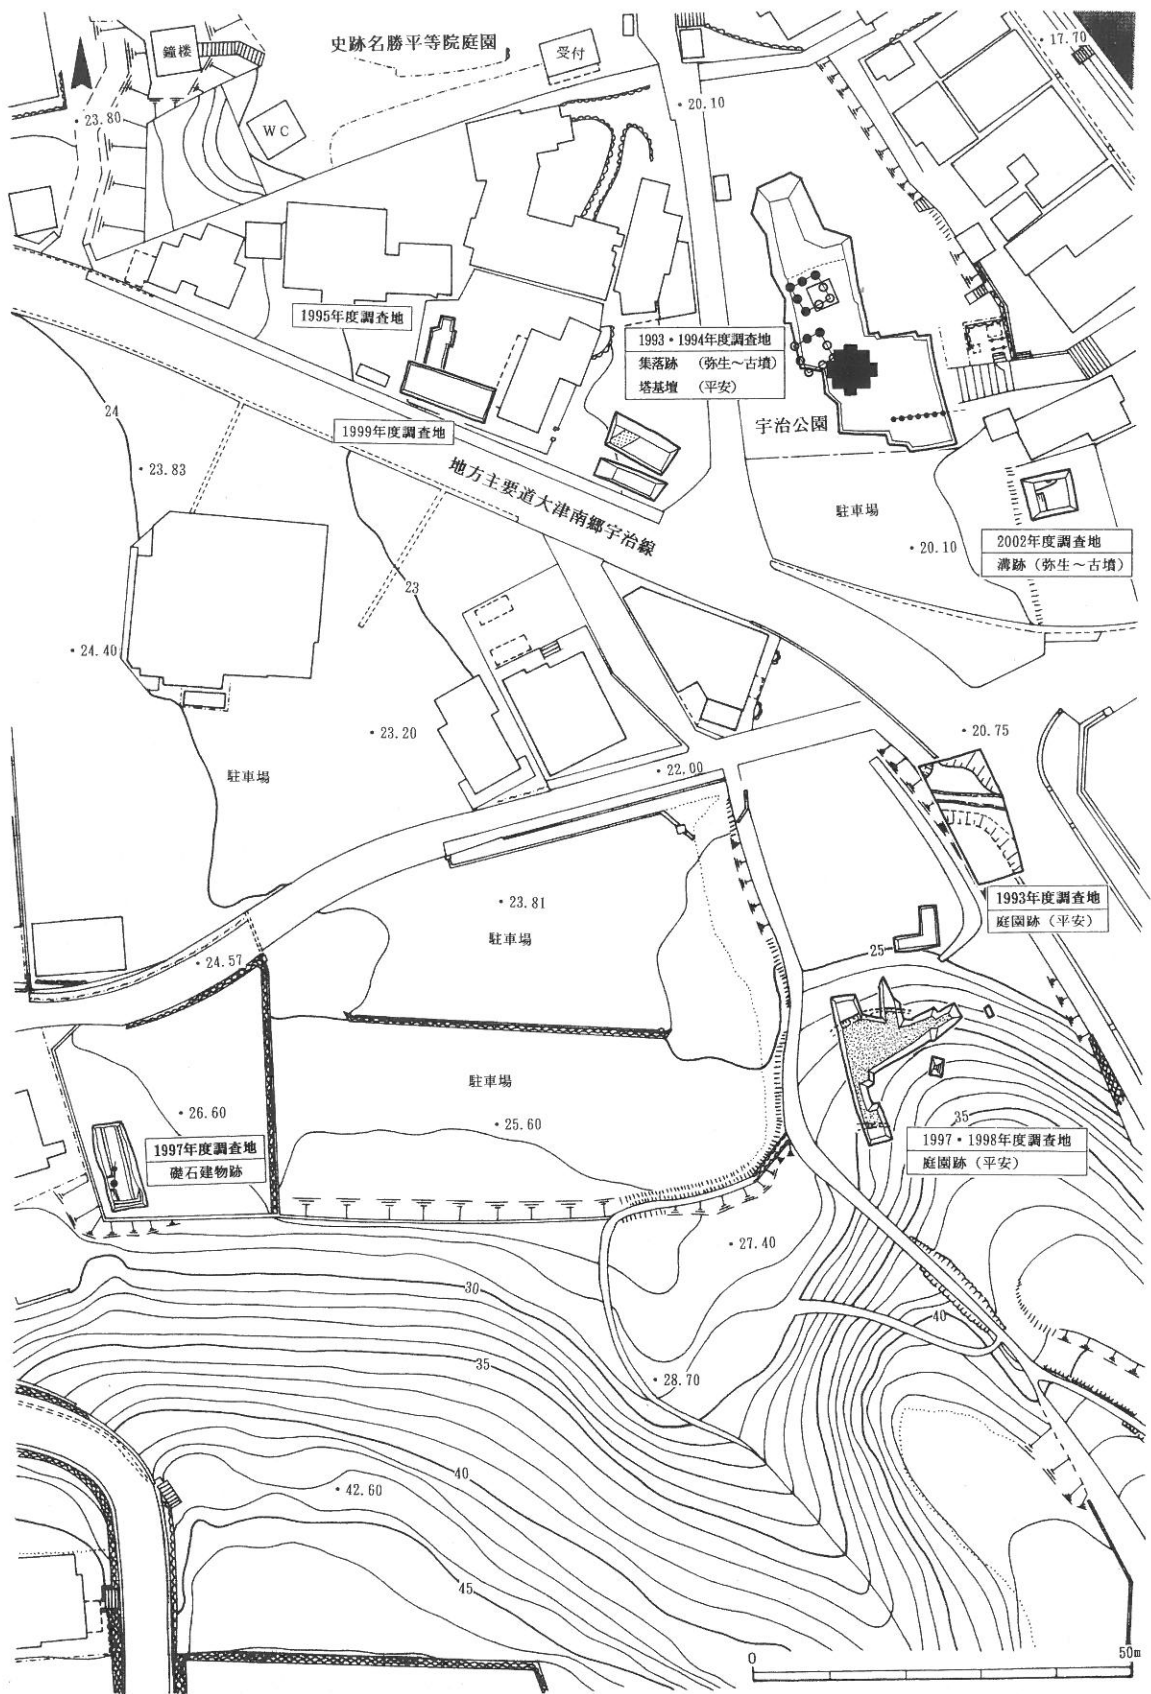 鐘楼
史跡名勝平等院庭園
受付
・17.70
・23.80
・20.10
WC
1995年度調査地
1993・1994年度調査地
集落跡 (弥生~古墳)
塔基壇 (平安)
24
1999年度調査地
宇治公園
・23.83
地方主要道大津南郷宇治線
駐車場
2002年度調査地
溝跡 (弥生~古墳)
・20.10
23
・24.40
・23.20
・20.75
駐車場
・22.00
・23.81
1993年度調査地
庭園跡 (平安)
駐車場
25
・24.57
駐車場
・26.60
・25.60
35
1997年度調査地
礎石建物跡
1997・1998年度調査地
庭園跡 (平安)
・27.40
30
40
35
・28.70
40
・42.60
45
0
50m